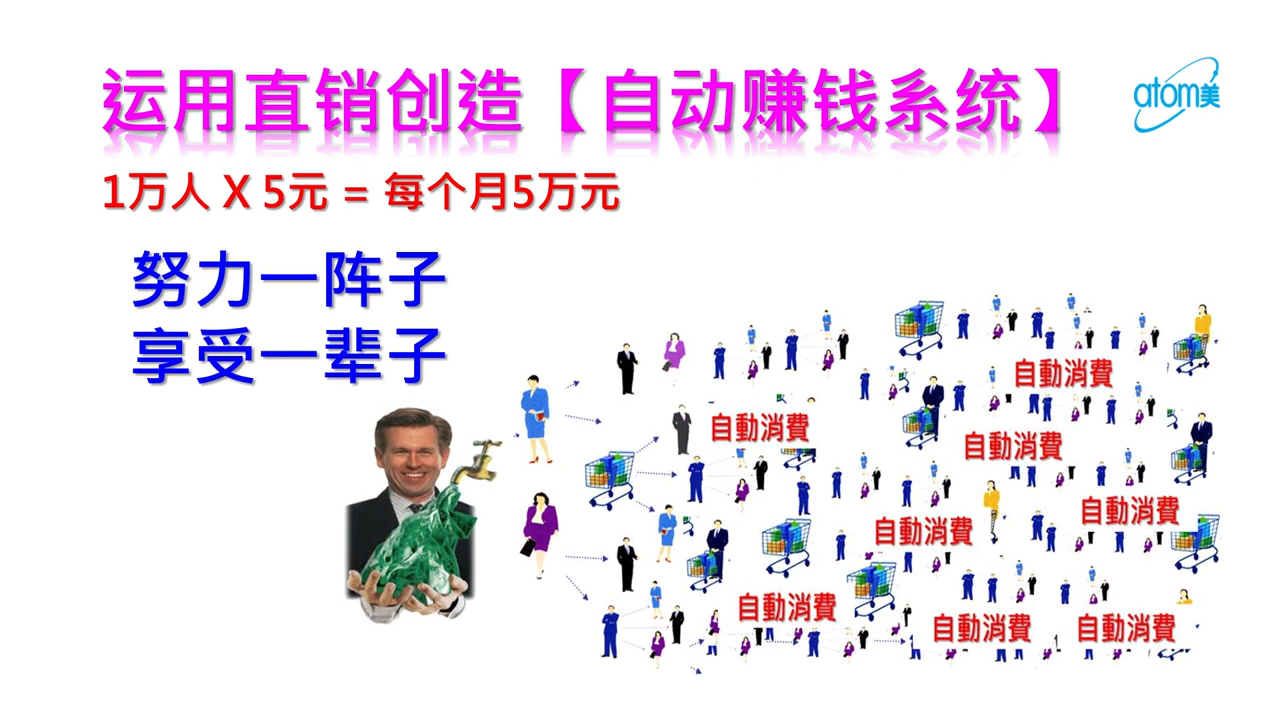 运用直销创造【自动赚钱系统】
atom美
1万人 X 5元 = 每个月5万元
努力一阵子
享受一辈子
自動消費
自動消費
自動消費
自動消費
自動消費
自動消費
自動消費
自動消費